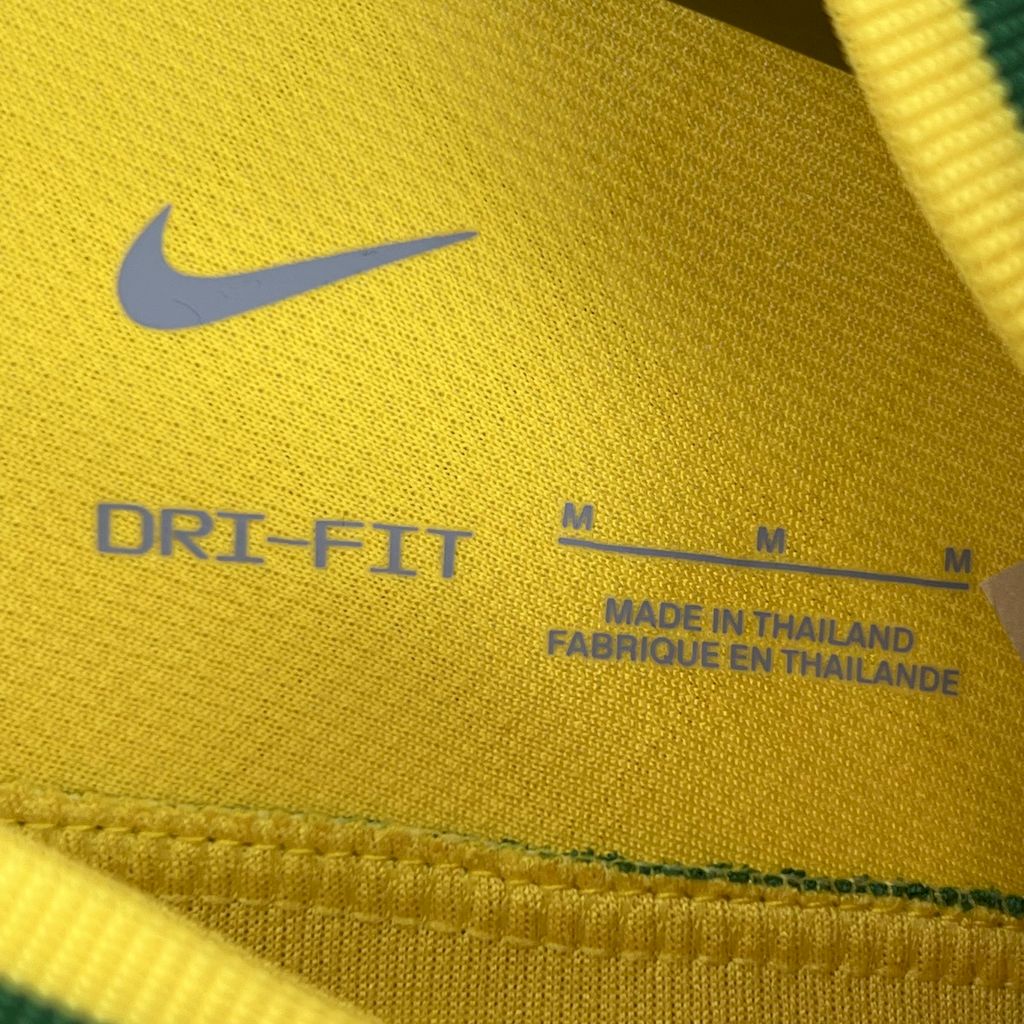 DRI-FIT
M M M
MADE IN THAILAND
FABRIQUE EN THAILANDE